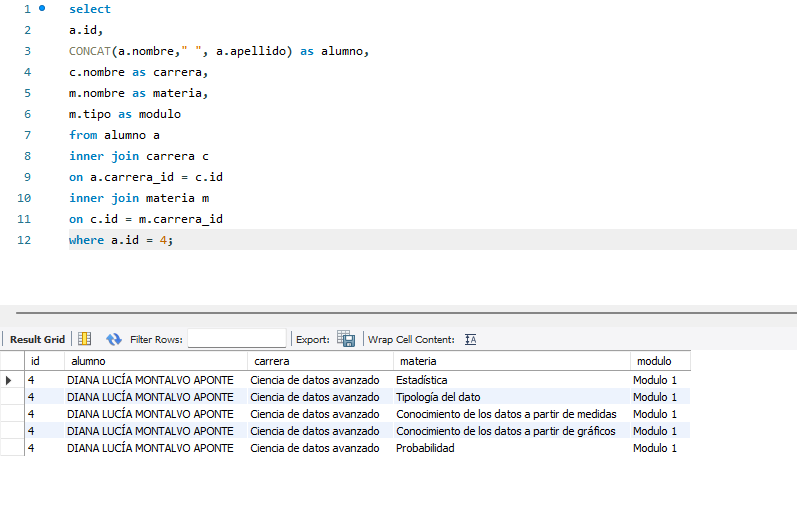 1 select
2 a.id,
3 CONCAT(a.nombre," ", a.apellido) as alumno,
4 c.nombre as carrera,
5 m.nombre as materia,
6 m.tipo as modulo
7 from alumno a
8 inner join carrera c
9 on a.carrera_id = c.id
10 inner join materia m
11 on c.id = m.carrera_id
12 where a.id = 4;
Result Grid Filter Rows: Export: Wrap Cell Content: IA
id alumno carrera materia modulo
4 DIANA LUCÍA MONTALVO APONTE Ciencia de datos avanzado Estadística Modulo 1
4 DIANA LUCÍA MONTALVO APONTE Ciencia de datos avanzado Tipología del dato Modulo 1
4 DIANA LUCÍA MONTALVO APONTE Ciencia de datos avanzado Conocimiento de los datos a partir de medidas Modulo 1
4 DIANA LUCÍA MONTALVO APONTE Ciencia de datos avanzado Conocimiento de los datos a partir de gráficos Modulo 1
4 DIANA LUCÍA MONTALVO APONTE Ciencia de datos avanzado Probabilidad Modulo 1